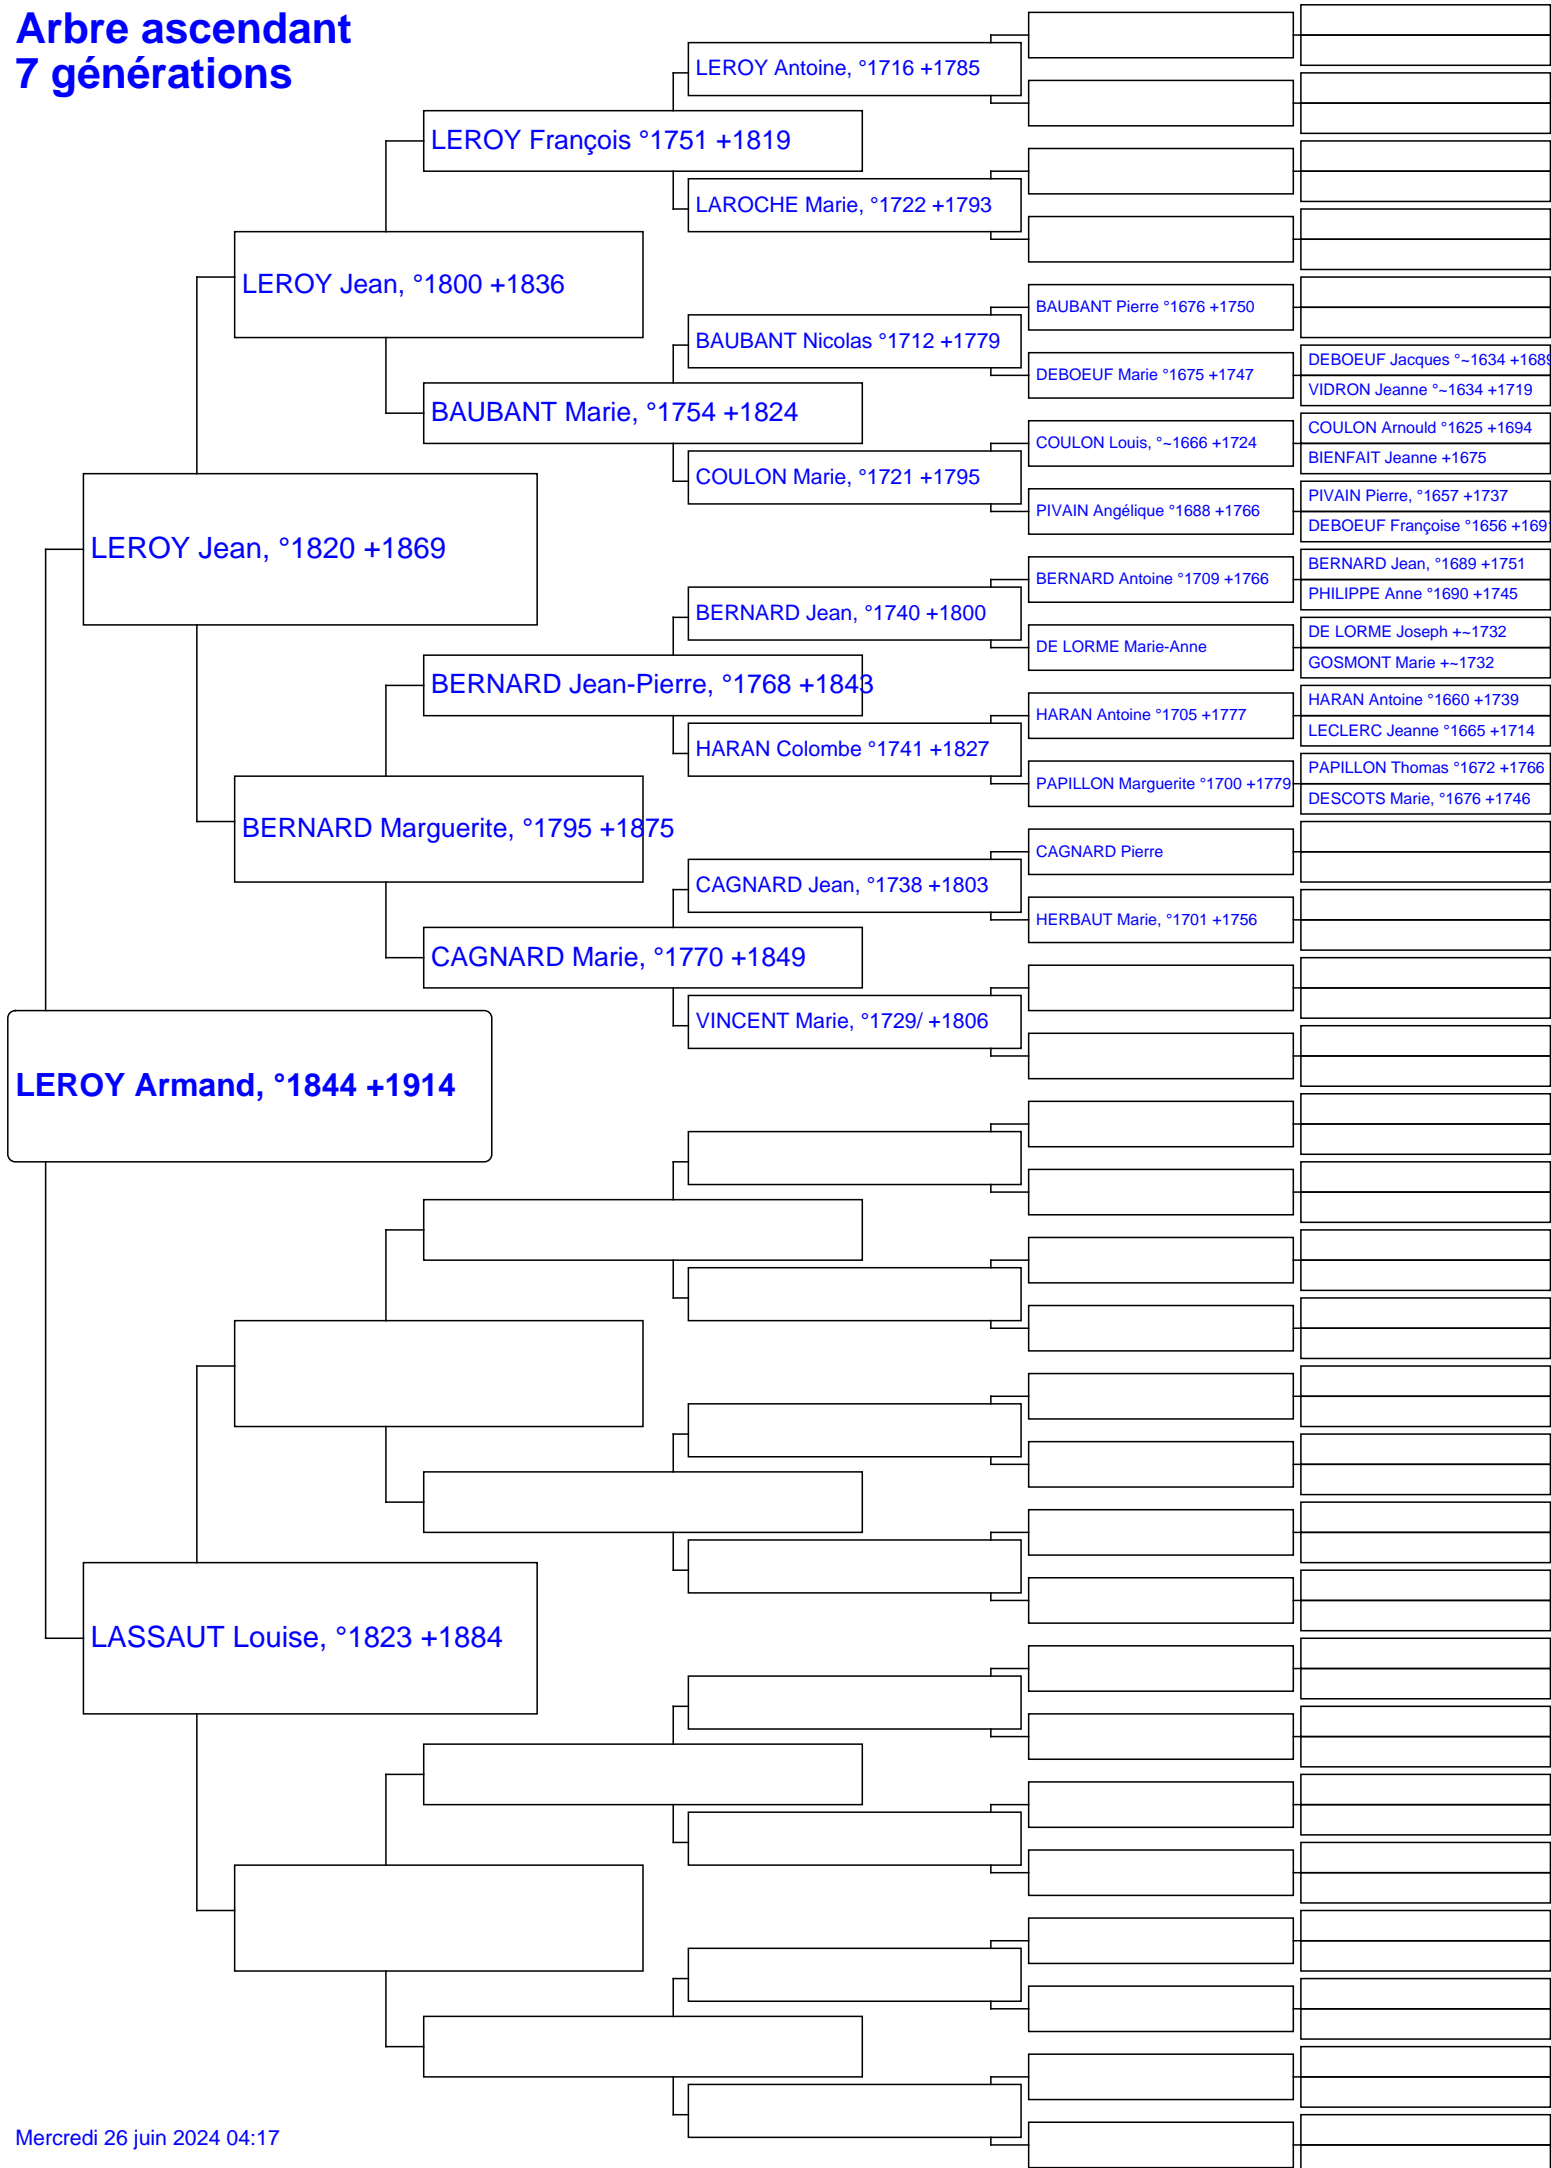 Arbre ascendant
7 générations
LEROY Antoine, °1716 +1785
LEROY François °1751 +1819
LAROCHE Marie, °1722 +1793
LEROY Jean, °1800 +1836
BAUBANT Pierre °1676 +1750
BAUBANT Nicolas °1712 +1779
DEBOEUF Jacques °~1634 +1689
DEBOEUF Marie °1675 +1747
VIDRON Jeanne °~1634 +1719
BAUBANT Marie, °1754 +1824
COULON Arnould °1625 +1694
COULON Louis, °~1666 +1724
BIENFAIT Jeanne +1675
COULON Marie, °1721 +1795
PIVAIN Pierre, °1657 +1737
PIVAIN Angélique °1688 +1766
DEBOEUF Françoise °1656 +169
LEROY Jean, °1820 +1869
BERNARD Jean, °1689 +1751
BERNARD Antoine °1709 +1766
PHILIPPE Anne °1690 +1745
BERNARD Jean, °1740 +1800
DE LORME Joseph +~1732
DE LORME Marie-Anne
GOSMONT Marie +~1732
BERNARD Jean-Pierre, °1768 +1843
HARAN Antoine °1660 +1739
HARAN Antoine °1705 +1777
LECLERC Jeanne °1665 +1714
HARAN Colombe °1741 +1827
PAPILLON Thomas °1672 +1766
PAPILLON Marguerite °1700 +1779
DESCOTS Marie, °1676 +1746
BERNARD Marguerite, °1795 +1875
CAGNARD Pierre
CAGNARD Jean, °1738 +1803
HERBAUT Marie, °1701 +1756
CAGNARD Marie, °1770 +1849
VINCENT Marie, °1729/ +1806
LEROY Armand, °1844 +1914
LASSAUT Louise, °1823 +1884
Mercredi 26 juin 2024 04:17